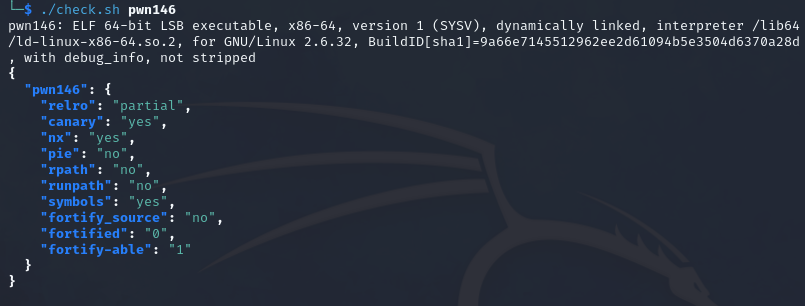 └─$ ./check.sh pwn146
pwn146: ELF 64-bit LSB executable, x86-64, version 1 (SYSV), dynamically linked, interpreter /lib64
/ld-linux-x86-64.so.2, for GNU/Linux 2.6.32, BuildID[sha1]=9a66e7145512962ee2d61094b5e3504d6370a28d
, with debug_info, not stripped
{
  "pwn146": {
    "relro": "partial",
    "canary": "yes",
    "nx": "yes",
    "pie": "no",
    "rpath": "no",
    "runpath": "no",
    "symbols": "yes",
    "fortify_source": "no",
    "fortified": "0",
    "fortify-able": "1"
  }
}